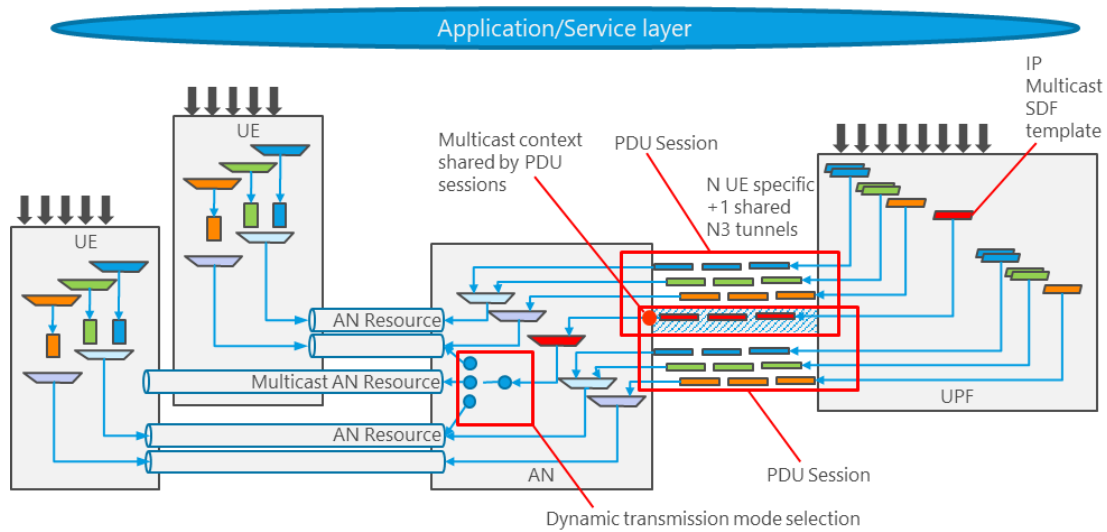 Application/Service layer
IP
Multicast
SDF
template
UE
Multicast context
shared by PDU
sessions
PDU Session
N UE specific
+1 shared
N3 tunnels
UE
AN Resource
Multicast AN Resource
AN Resource
AN
UPF
PDU Session
Dynamic transmission mode selection